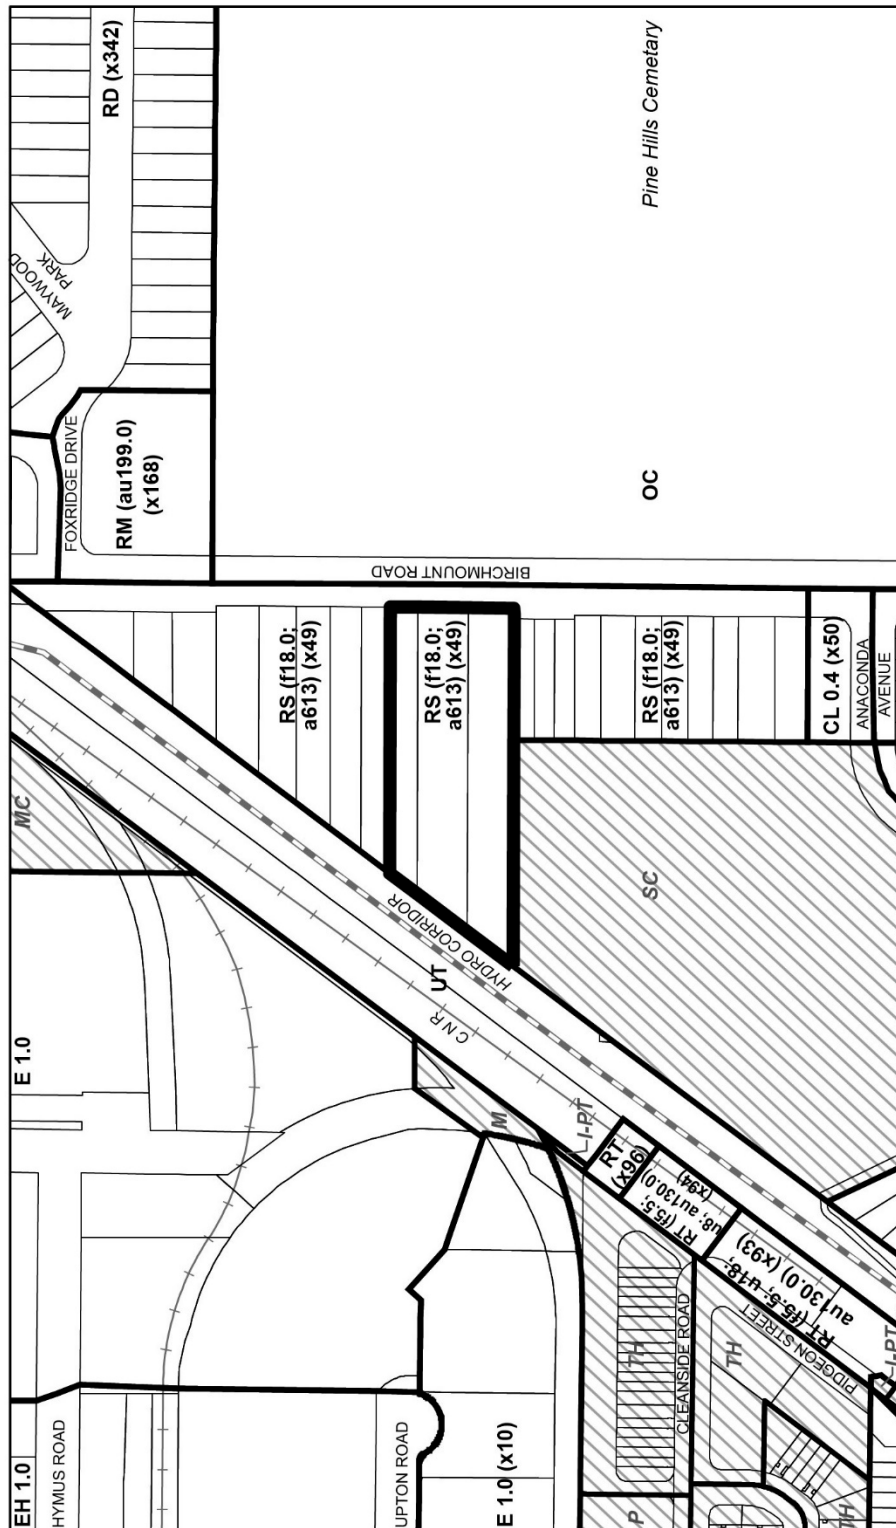 RD (x342)
Pine Hills Cemetary
MAYWOOD
PARK
FOXRIDGE DRIVE
RM (au199.0)
(x168)
OC
BIRCHMOUNT ROAD
RS (f18.0;
a613) (x49)
RS (f18.0;
a613) (x49)
RS (f18.0;
a613) (x49)
CL 0.4 (x50)
ANACONDA
AVENUE
MC
SC
HYDRO CORRIDOR
UT
CNR
E 1.0
M
I-PT
RT
(x96)
RT (f5.5;
u8; au130.0)
(x94)
RT (f5.5; u18;
au130.0) (x93)
PIDGEON STREET
I-PT
TH
CLEANSIDE ROAD
TH
EH 1.0
HYMUS ROAD
UPTON ROAD
E 1.0 (x10)
P
TH